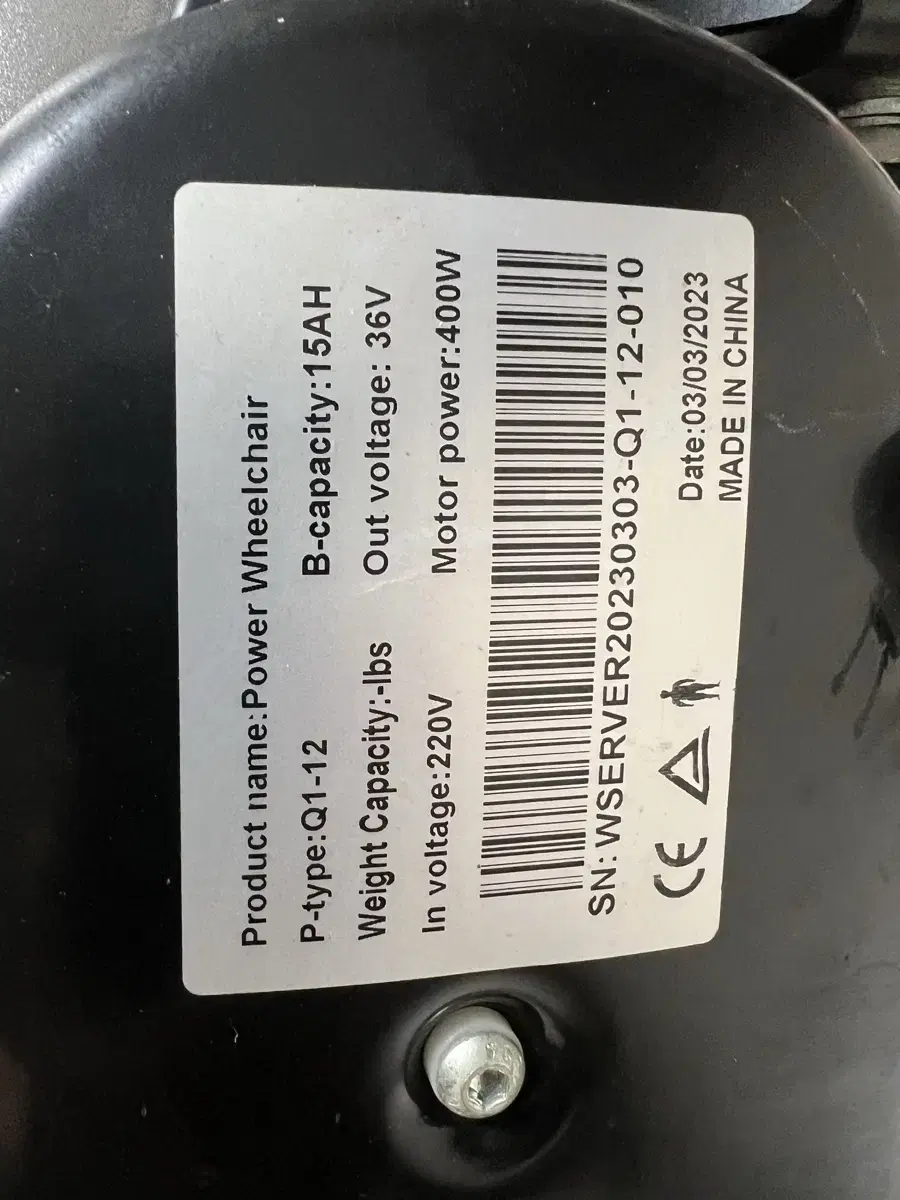 Product name:Power Wheelchair
P-type:Q1-12 B-capacity:15AH
Weight Capacity:-lbs Out voltage: 36V
In voltage:220V Motor power:400W
SN:WSERVER20230303-Q1-12-010
CE Date:03/03/2023
MADE IN CHINA